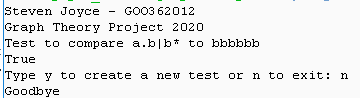 Steven Joyce - G00362012
Graph Theory Project 2020
Test to compare a.b|b* to bbbbbb
True
Type y to create a new test or n to exit: n
Goodbye